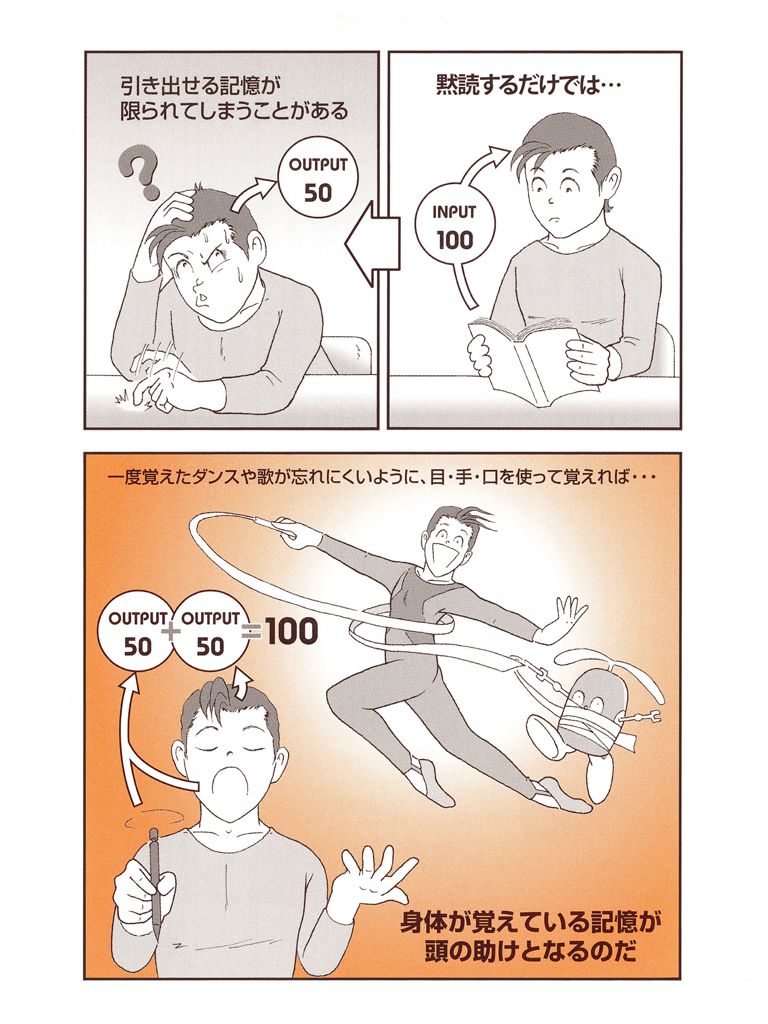 黙読するだけでは…
INPUT
100
引き出せる記憶が
限られてしまうことがある
?
OUTPUT
50
一度覚えたダンスや歌が忘れにくいように、目・手・口を使って覚えれば・・・
OUTPUT
50
+
OUTPUT
50
=100
身体が覚えている記憶が
頭の助けとなるのだ